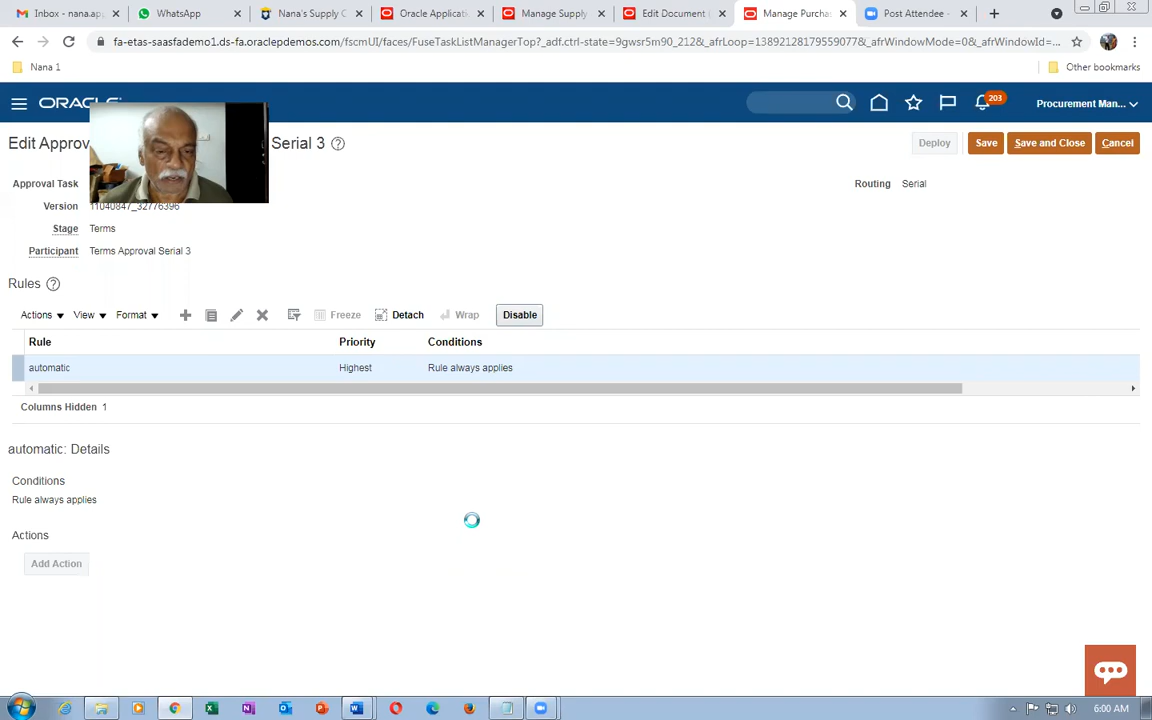 Inbox - nana.ap
WhatsApp
Nana's Supply C
Oracle Applicati
Manage Supply
Edit Document
Manage Purcha
Post Attendee -
fa-etas-saasfademo1.ds-fa.oraclepdemos.com/fscmUI/faces/FuseTaskListManagerTop?_adf.ctrl-state=9gwsr5m90_212&_afrLoop=138921281795590778&_afrWindowMode=0&_afrWindowId=...
Nana 1
Other bookmarks
ORACLE
203
Procurement Man...
Edit Approv
Serial 3
Deploy
Save
Save and Close
Cancel
Approval Task
Routing Serial
Version 11040847_32776396
Stage Terms
Participant Terms Approval Serial 3
Rules
Actions View Format Freeze Detach Wrap Disable
Rule Priority Conditions
automatic Highest Rule always applies
Columns Hidden 1
automatic: Details
Conditions
Rule always applies
Actions
Add Action
6:00 AM